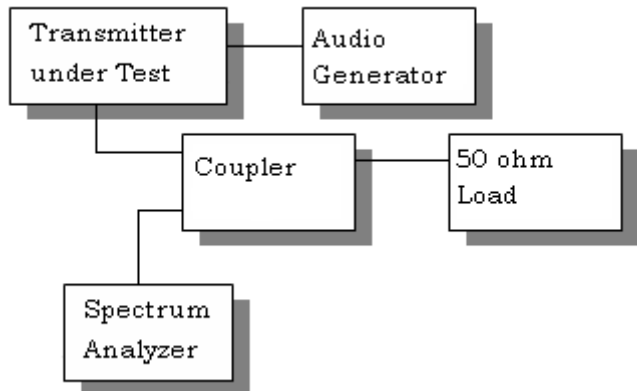 Transmitter
under Test
Audio
Generator
Coupler
50 ohm
Load
Spectrum
Analyzer